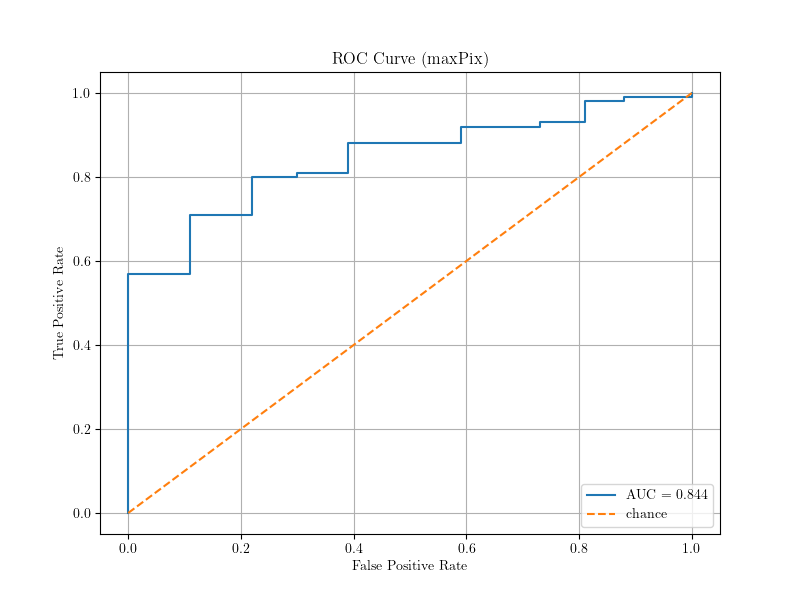 ROC Curve (maxPix)
True Positive Rate
1.0
0.8
0.6
0.4
0.2
0.0
AUC = 0.844
chance
0.0 0.2 0.4 0.6 0.8 1.0
False Positive Rate